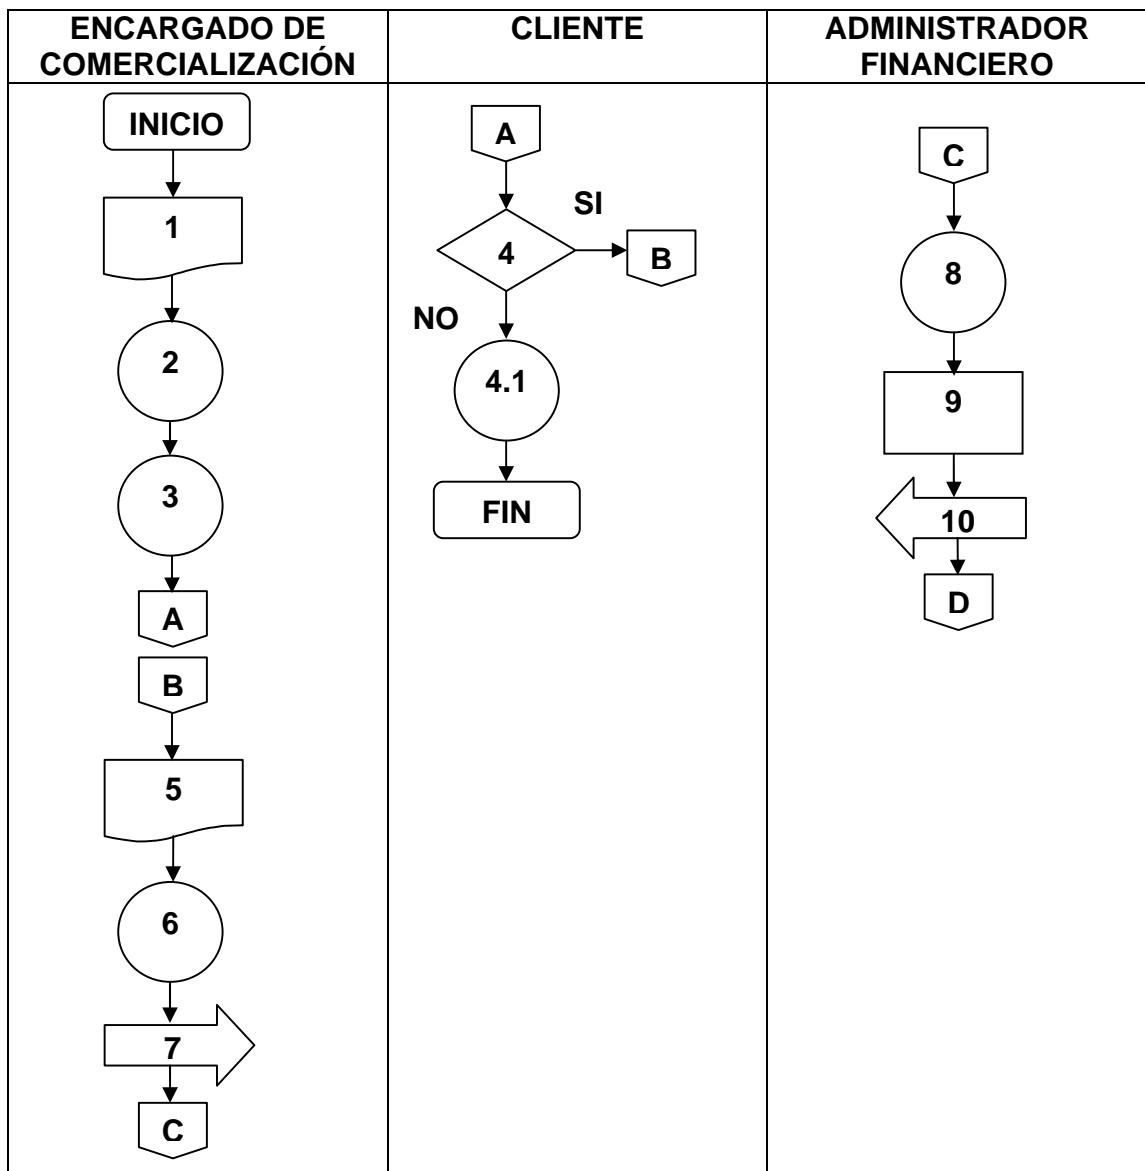 ENCARGADO DE
COMERCIALIZACIÓN
CLIENTE
ADMINISTRADOR
FINANCIERO
INICIO
1
2
3
A
B
5
6
7
C
A
SI
4
B
NO
4.1
FIN
C
8
9
10
D